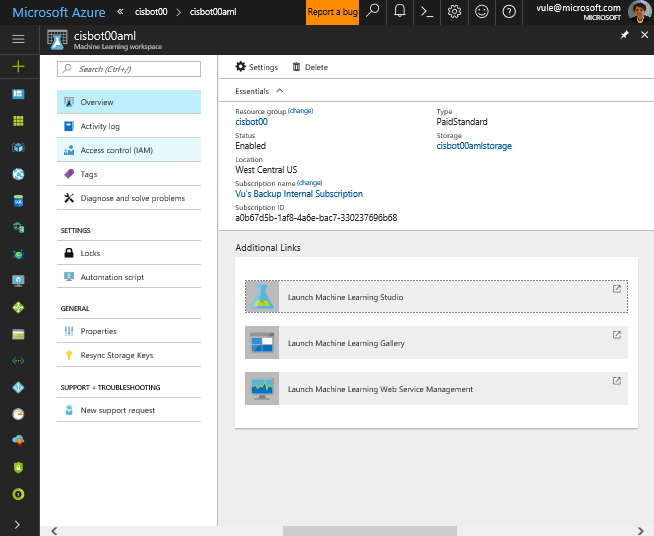 Microsoft Azure « cisbot00 > cisbot00aml Report a bug vule@microsoft.com
MICROSOFT
cisbot00aml
Machine Learning workspace
Search (Ctrl+/)
Overview
Activity log
Access control (IAM)
Tags
Diagnose and solve problems
SETTINGS
Locks
Automation script
GENERAL
Properties
Resync Storage Keys
SUPPORT + TROUBLESHOOTING
New support request
Settings Delete
Essentials
Resource group (change)
cisbot00
Status
Enabled
Location
West Central US
Subscription name (change)
Vu's Backup Internal Subscription
Subscription ID
a0b67d5b-1af8-4a6e-bac7-330237696b68
Type
PaidStandard
Storage
cisbot00amlstorage
Additional Links
Launch Machine Learning Studio
Launch Machine Learning Gallery
Launch Machine Learning Web Service Management